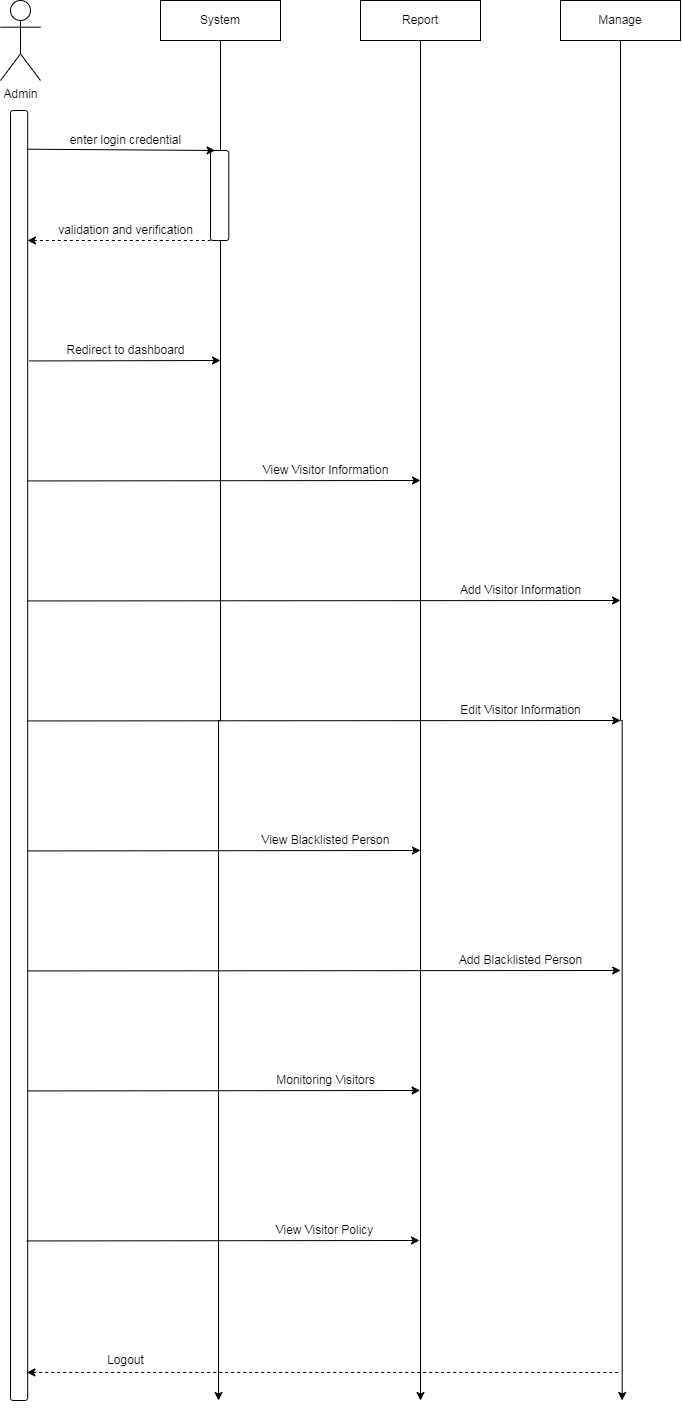 System
Report
Manage
Admin
enter login credential
validation and verification
Redirect to dashboard
View Visitor Information
Add Visitor Information
Edit Visitor Information
View Blacklisted Person
Add Blacklisted Person
Monitoring Visitors
View Visitor Policy
Logout